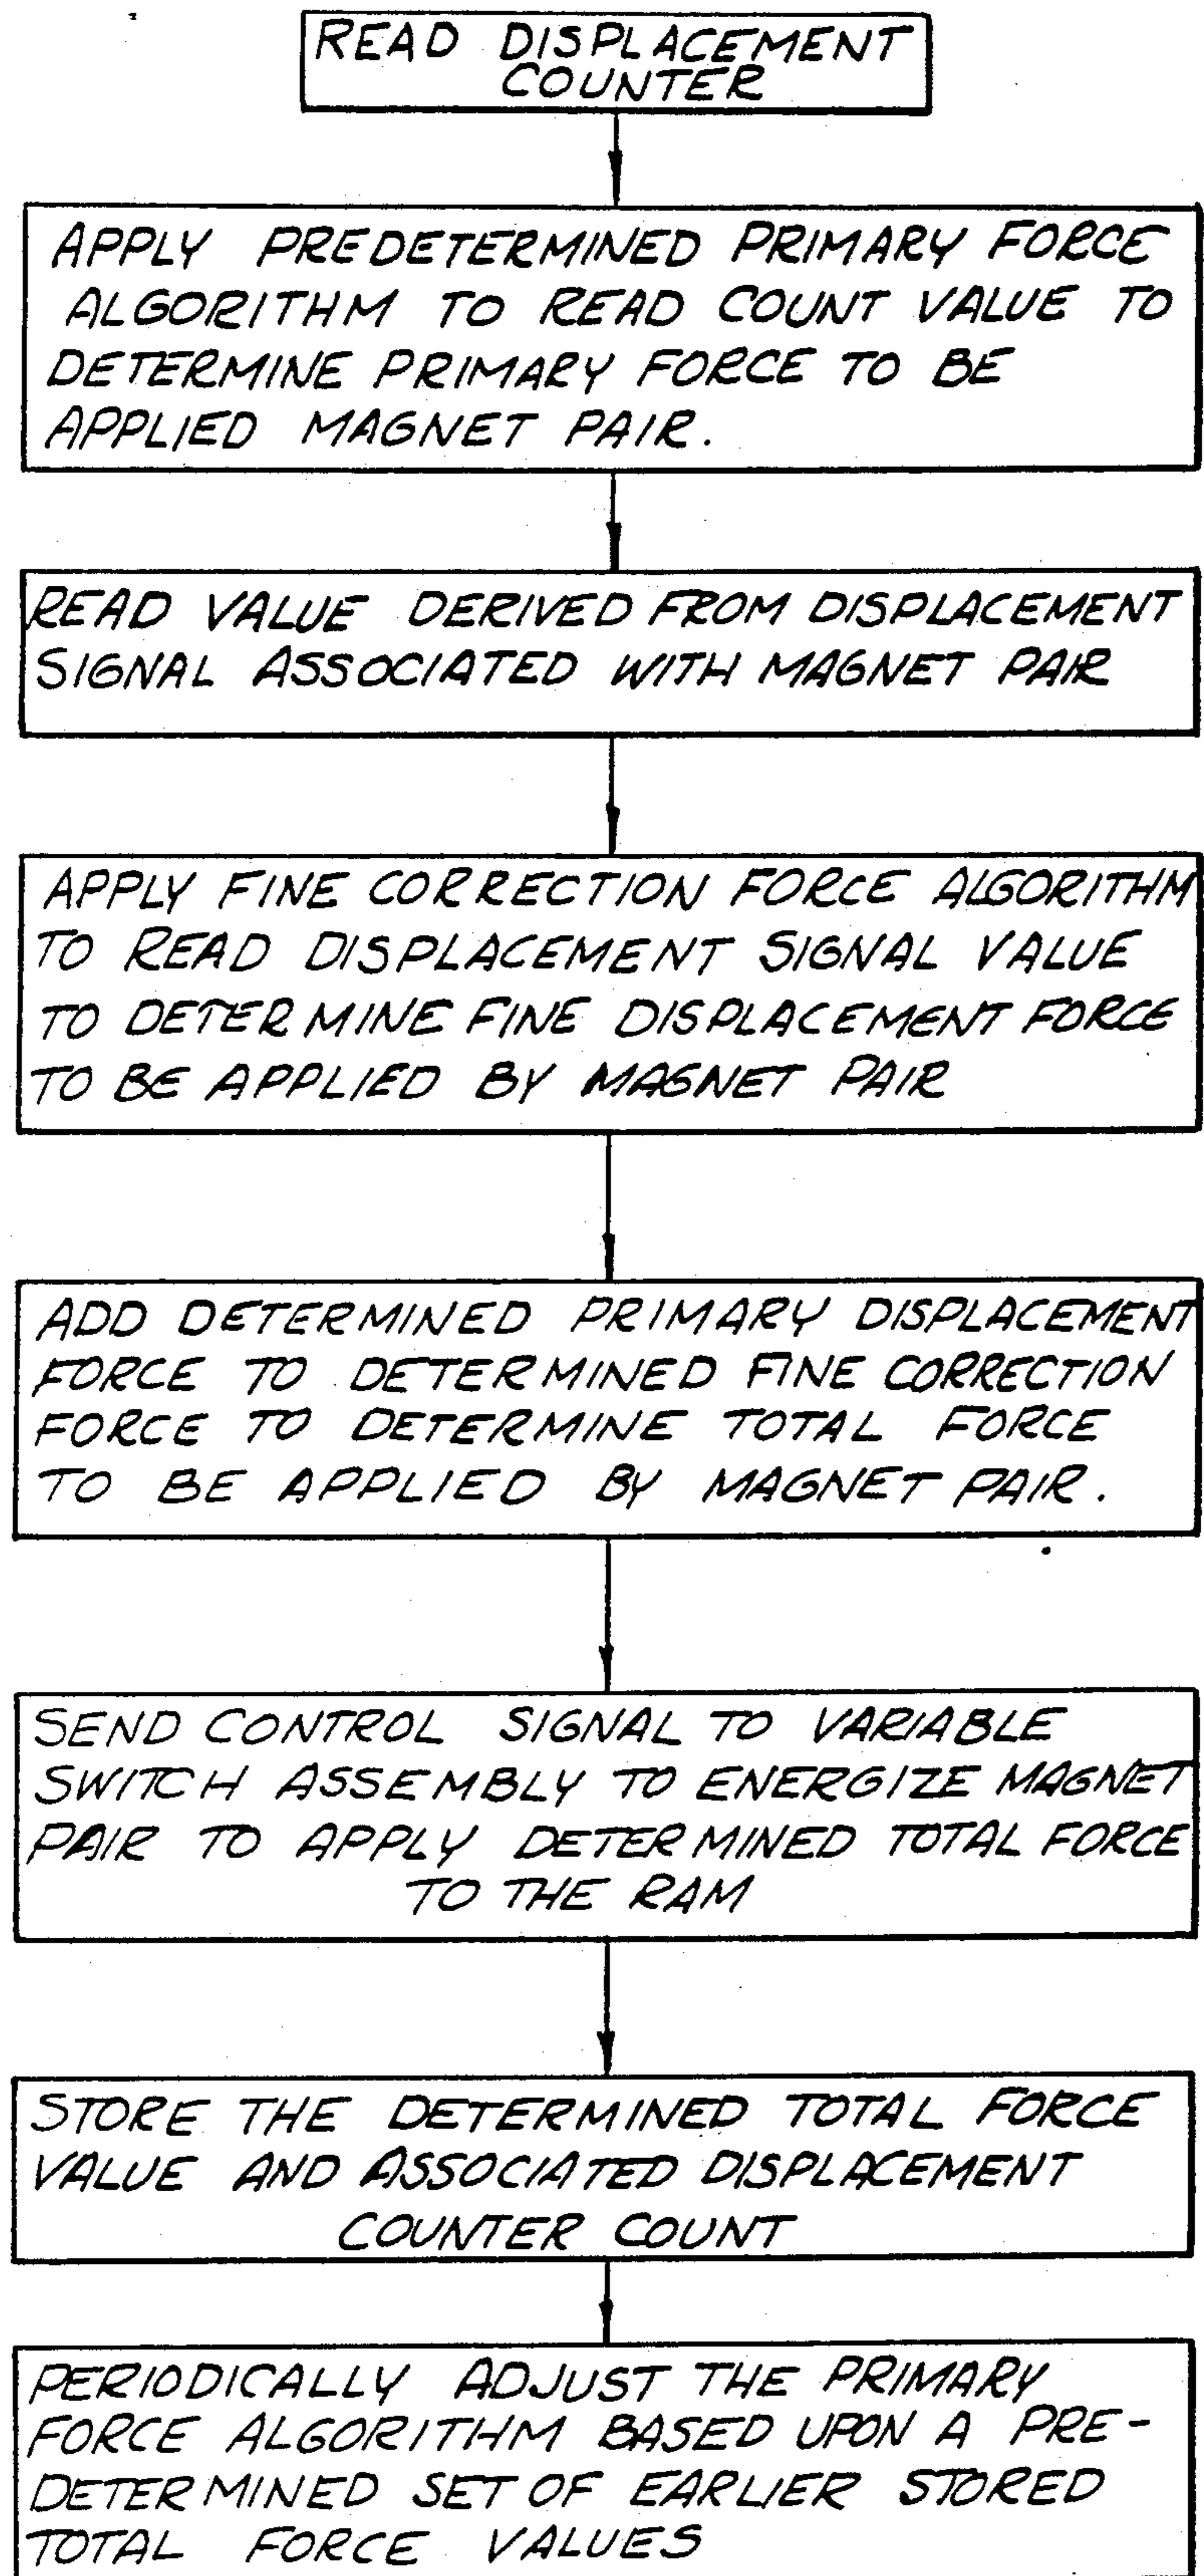 READ DISPLACEMENT
COUNTER
APPLY PREDETERMINED PRIMARY FORCE
ALGORITHM TO READ COUNT VALUE TO
DETERMINE PRIMARY FORCE TO BE
APPLIED MAGNET PAIR.
READ VALUE DERIVED FROM DISPLACEMENT
SIGNAL ASSOCIATED WITH MAGNET PAIR
APPLY FINE CORRECTION FORCE ALGORITHM
TO READ DISPLACEMENT SIGNAL VALUE
TO DETERMINE FINE DISPLACEMENT FORCE
TO BE APPLIED BY MAGNET PAIR
ADD DETERMINED PRIMARY DISPLACEMENT
FORCE TO DETERMINED FINE CORRECTION
FORCE TO DETERMINE TOTAL FORCE
TO BE APPLIED BY MAGNET PAIR.
SEND CONTROL SIGNAL TO VARIABLE
SWITCH ASSEMBLY TO ENERGIZE MAGNET
PAIR TO APPLY DETERMINED TOTAL FORCE
TO THE RAM
STORE THE DETERMINED TOTAL FORCE
VALUE AND ASSOCIATED DISPLACEMENT
COUNTER COUNT
PERIODICALLY ADJUST THE PRIMARY
FORCE ALGORITHM BASED UPON A PRE-
DETERMINED SET OF EARLIER STORED
TOTAL FORCE VALUES